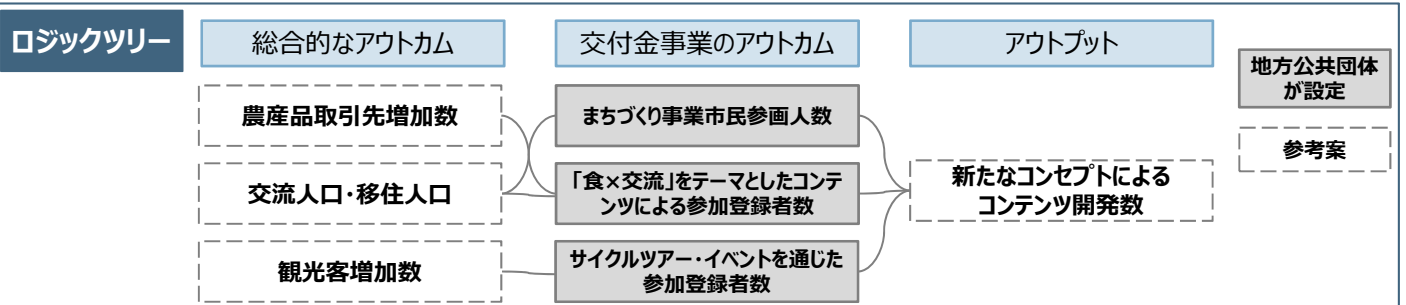 ロジックツリー
総合的なアウトカム
交付金事業のアウトカム
アウトプット
地方公共団体
が設定
参考案
農産品取引先増加数
まちづくり事業市民参画人数
交流人口・移住人口
「食×交流」をテーマとしたコンテ
ンツによる参加登録者数
新たなコンセプトによる
コンテンツ開発数
観光客増加数
サイクルツアー・イベントを通じた
参加登録者数